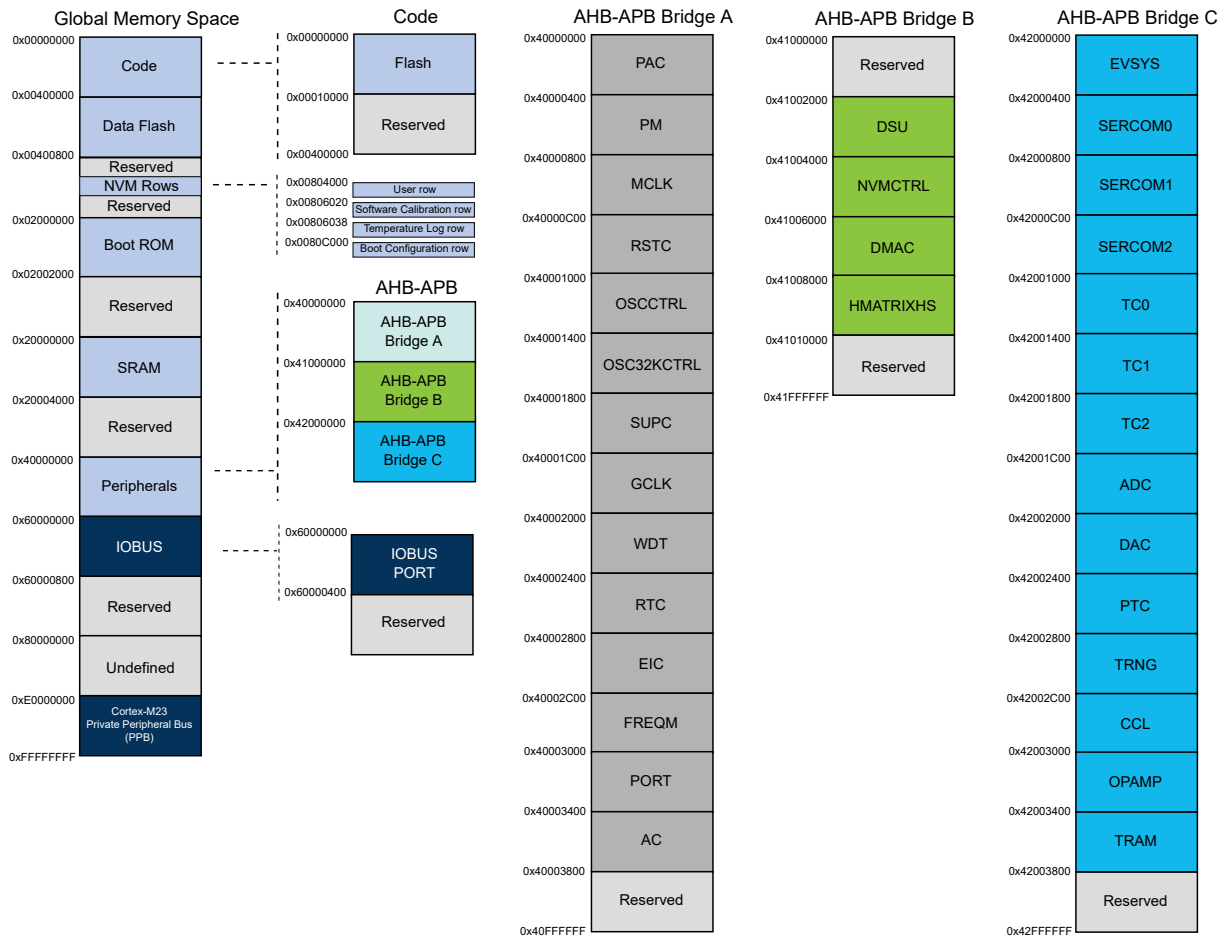 Global Memory Space
0x00000000
Code
0x00400000
Data Flash
0x00400800
Reserved
NVM Rows
Reserved
0x02000000
Boot ROM
0x02002000
Reserved
0x20000000
SRAM
0x20004000
Reserved
0x40000000
Peripherals
0x60000000
IOBUS
0x60000800
Reserved
0x80000000
Undefined
0xE0000000
Cortex-M23
Private Peripheral Bus
(PPB)
0xFFFFFFFF
Code
0x00000000
Flash
0x00010000
Reserved
0x00400000
0x00804000
User row
0x00806020
Software Calibration row
0x00806038
Temperature Log row
0x0080C000
Boot Configuration row
AHB-APB
0x40000000
AHB-APB
Bridge A
0x41000000
AHB-APB
Bridge B
0x42000000
AHB-APB
Bridge C
0x60000000
IOBUS
PORT
0x60000400
Reserved
AHB-APB Bridge A
0x40000000
PAC
0x40000400
PM
0x40000800
MCLK
0x40000C00
RSTC
0x40001000
OSCCTRL
0x40001400
OSC32KCTRL
0x40001800
SUPC
0x40001C00
GCLK
0x40002000
WDT
0x40002400
RTC
0x40002800
EIC
0x40002C00
FREQM
0x40003000
PORT
0x40003400
AC
0x40003800
Reserved
0x40FFFFFF
AHB-APB Bridge B
0x41000000
Reserved
0x41002000
DSU
0x41004000
NVMCTRL
0x41006000
DMAC
0x41008000
HMATRIXHS
0x41010000
Reserved
0x41FFFFFF
AHB-APB Bridge C
0x42000000
EVSYS
0x42000400
SERCOM0
0x42000800
SERCOM1
0x42000C00
SERCOM2
0x42001000
TC0
0x42001400
TC1
0x42001800
TC2
0x42001C00
ADC
0x42002000
DAC
0x42002400
PTC
0x42002800
TRNG
0x42002C00
CCL
0x42003000
OPAMP
0x42003400
TRAM
0x42003800
Reserved
0x42FFFFFF